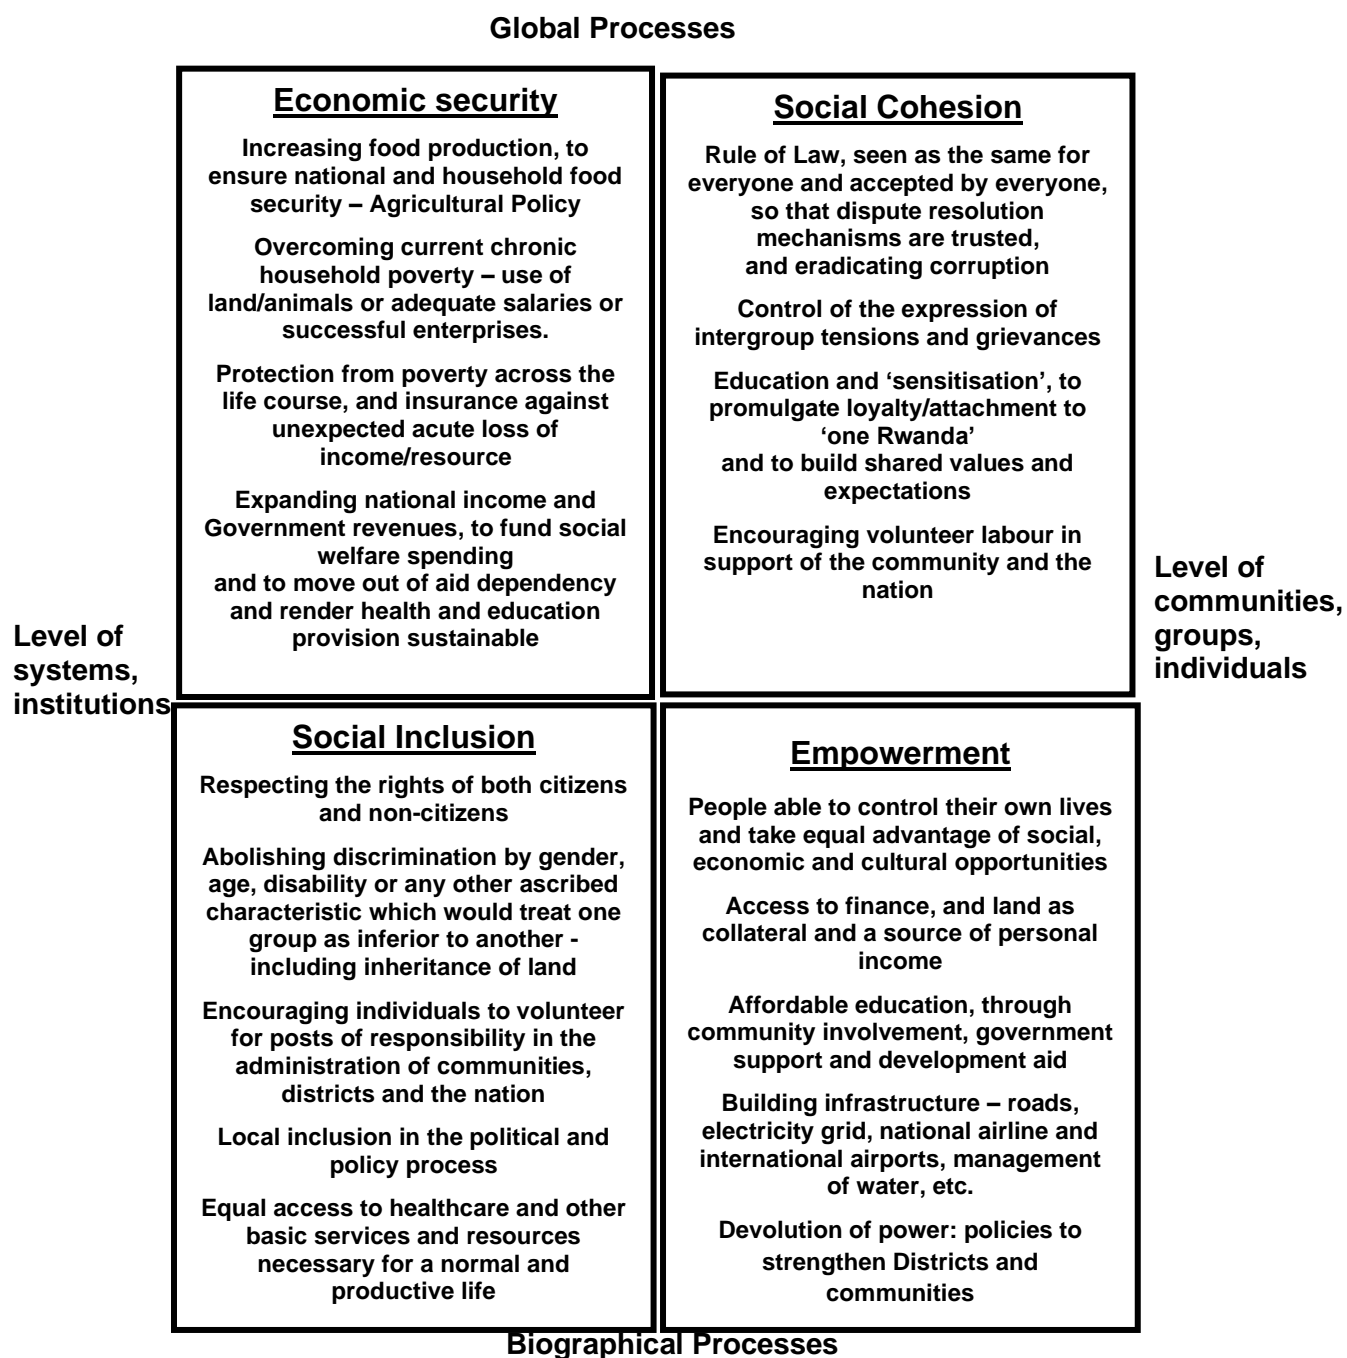 Global Processes
Economic security
Increasing food production, to
ensure national and household food
security – Agricultural Policy
Overcoming current chronic
household poverty – use of
land/animals or adequate salaries or
successful enterprises.
Protection from poverty across the
life course, and insurance against
unexpected acute loss of
income/resource
Expanding national income and
Government revenues, to fund social
welfare spending
and to move out of aid dependency
and render health and education
provision sustainable
Social Cohesion
Rule of Law, seen as the same for
everyone and accepted by everyone,
so that dispute resolution
mechanisms are trusted,
and eradicating corruption
Control of the expression of
intergroup tensions and grievances
Education and ‘sensitisation’, to
promulgate loyalty/attachment to
‘one Rwanda’
and to build shared values and
expectations
Encouraging volunteer labour in
support of the community and the
nation
Level of
systems,
institutions
Level of
communities,
groups,
individuals
Social Inclusion
Respecting the rights of both citizens
and non-citizens
Abolishing discrimination by gender,
age, disability or any other ascribed
characteristic which would treat one
group as inferior to another -
including inheritance of land
Encouraging individuals to volunteer
for posts of responsibility in the
administration of communities,
districts and the nation
Local inclusion in the political and
policy process
Equal access to healthcare and other
basic services and resources
necessary for a normal and
productive life
Empowerment
People able to control their own lives
and take equal advantage of social,
economic and cultural opportunities
Access to finance, and land as
collateral and a source of personal
income
Affordable education, through
community involvement, government
support and development aid
Building infrastructure – roads,
electricity grid, national airline and
international airports, management
of water, etc.
Devolution of power: policies to
strengthen Districts and
communities
Biographical Processes